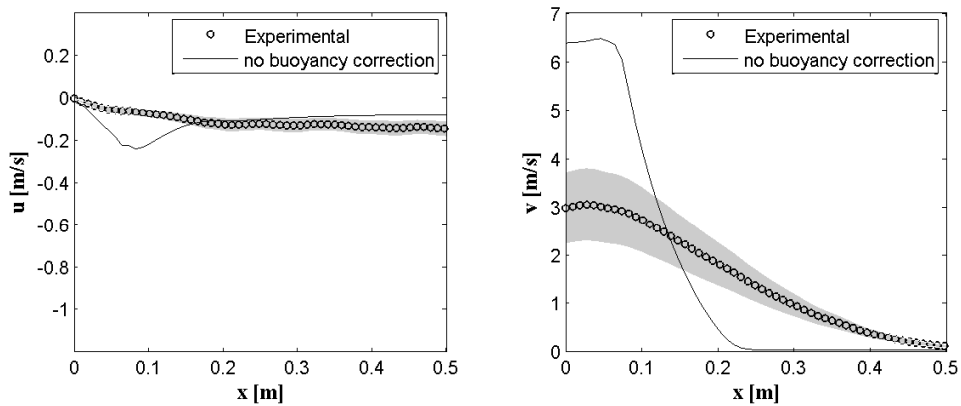 Experimental
no buoyancy correction
0.2
0
-0.2
-0.4
-0.6
-0.8
-1
u [m/s]
0 0.1 0.2 0.3 0.4 0.5
x [m]
Experimental
no buoyancy correction
7
6
5
4
3
2
1
0
v [m/s]
0 0.1 0.2 0.3 0.4 0.5
x [m]